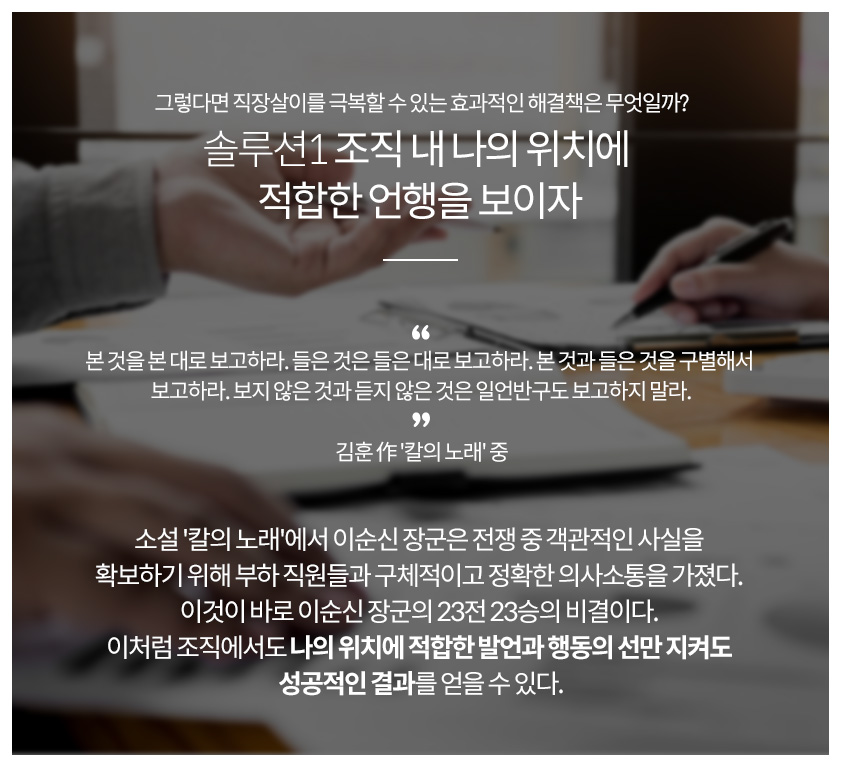 그렇다면 직장살이를 극복할 수 있는 효과적인 해결책은 무엇일까?
솔루션1 조직 내 나의 위치에
적합한 언행을 보이자
“
본 것을 본 대로 보고하라. 들은 것은 들은 대로 보고하라. 본 것과 들은 것을 구별해서
보고하라. 보지 않은 것과 듣지 않은 것은 일언반구도 보고하지 말라.
”
김훈 作 '칼의 노래' 중
소설 '칼의 노래'에서 이순신 장군은 전쟁 중 객관적인 사실을
확보하기 위해 부하 직원들과 구체적이고 정확한 의사소통을 가졌다.
이것이 바로 이순신 장군의 23전 23승의 비결이다.
이처럼 조직에서도 나의 위치에 적합한 발언과 행동의 선만 지켜도
성공적인 결과를 얻을 수 있다.